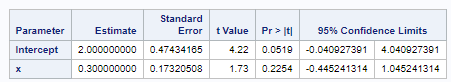 Parameter Estimate Standard Error t Value Pr > |t| 95% Confidence Limits
Intercept 2.000000000 0.47434165 4.22 0.0519 -0.040927391 4.040927391
x 0.300000000 0.17320508 1.73 0.2254 -0.445241314 1.045241314